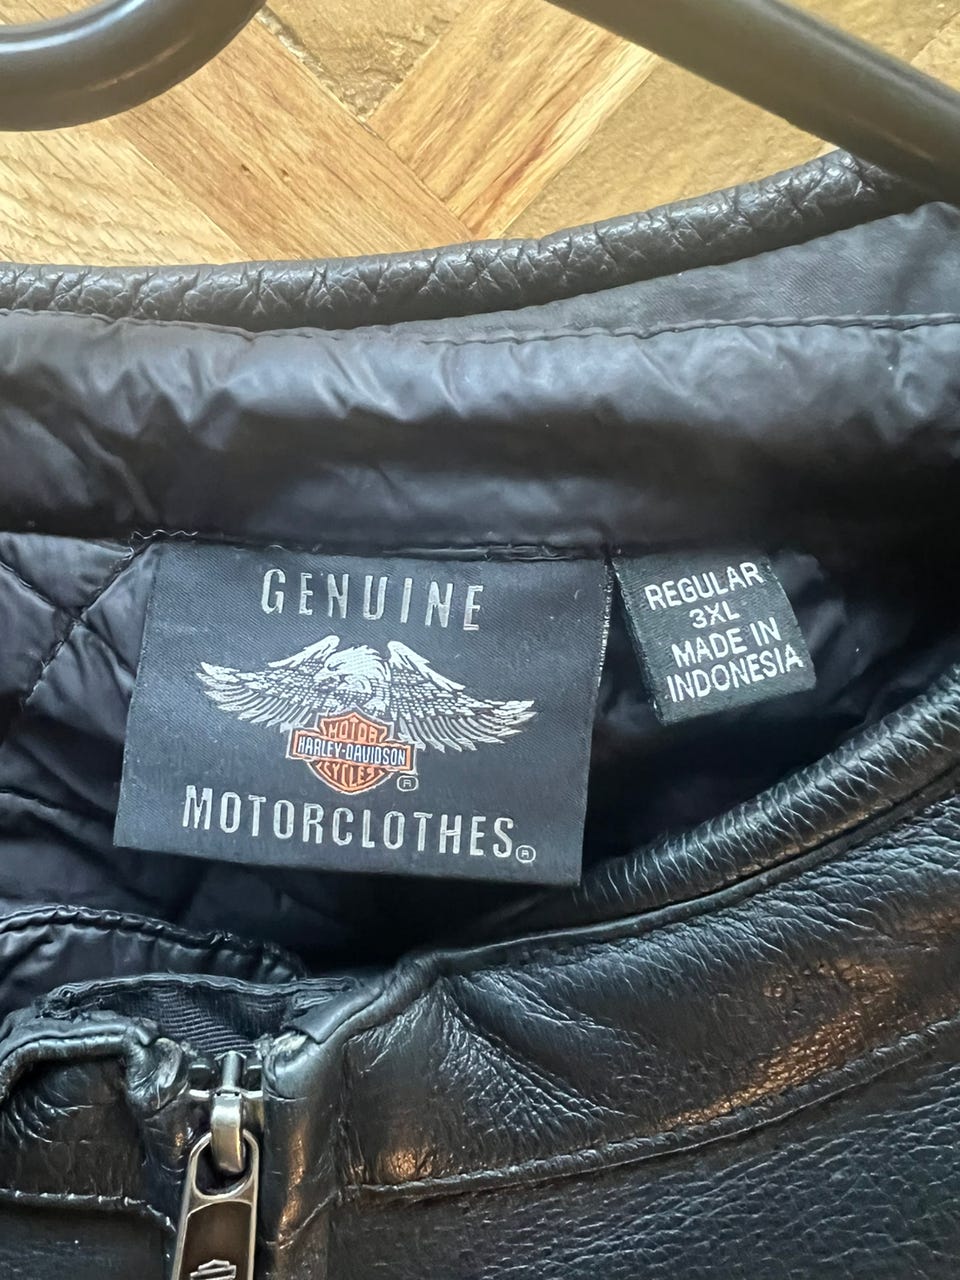 GENUINE
MOTOR
HARLEY-DAVIDSON
CYCLES
®
MOTORCLOTHES®
REGULAR
3XL
MADE IN
INDONESIA